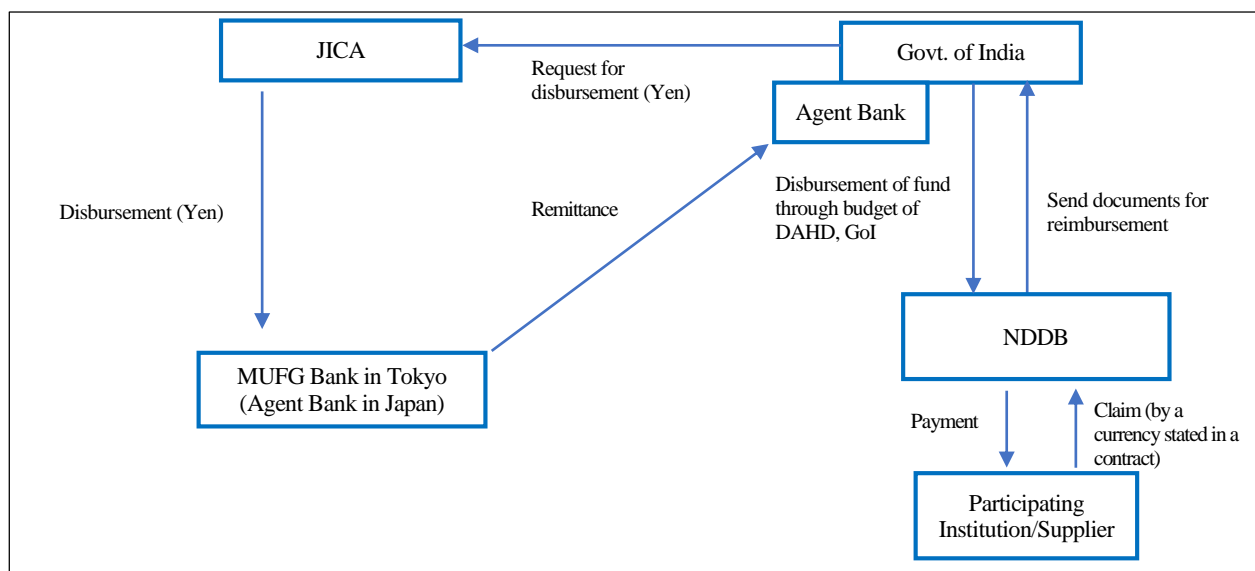 JICA
Govt. of India
Request for
disbursement (Yen)
Agent Bank
Disbursement (Yen)
Remittance
Disbursement of fund
through budget of
DAHD, GoI
Send documents for
reimbursement
NDDB
MUFG Bank in Tokyo
(Agent Bank in Japan)
Payment
Claim (by a
currency stated in a
contract)
Participating
Institution/Supplier